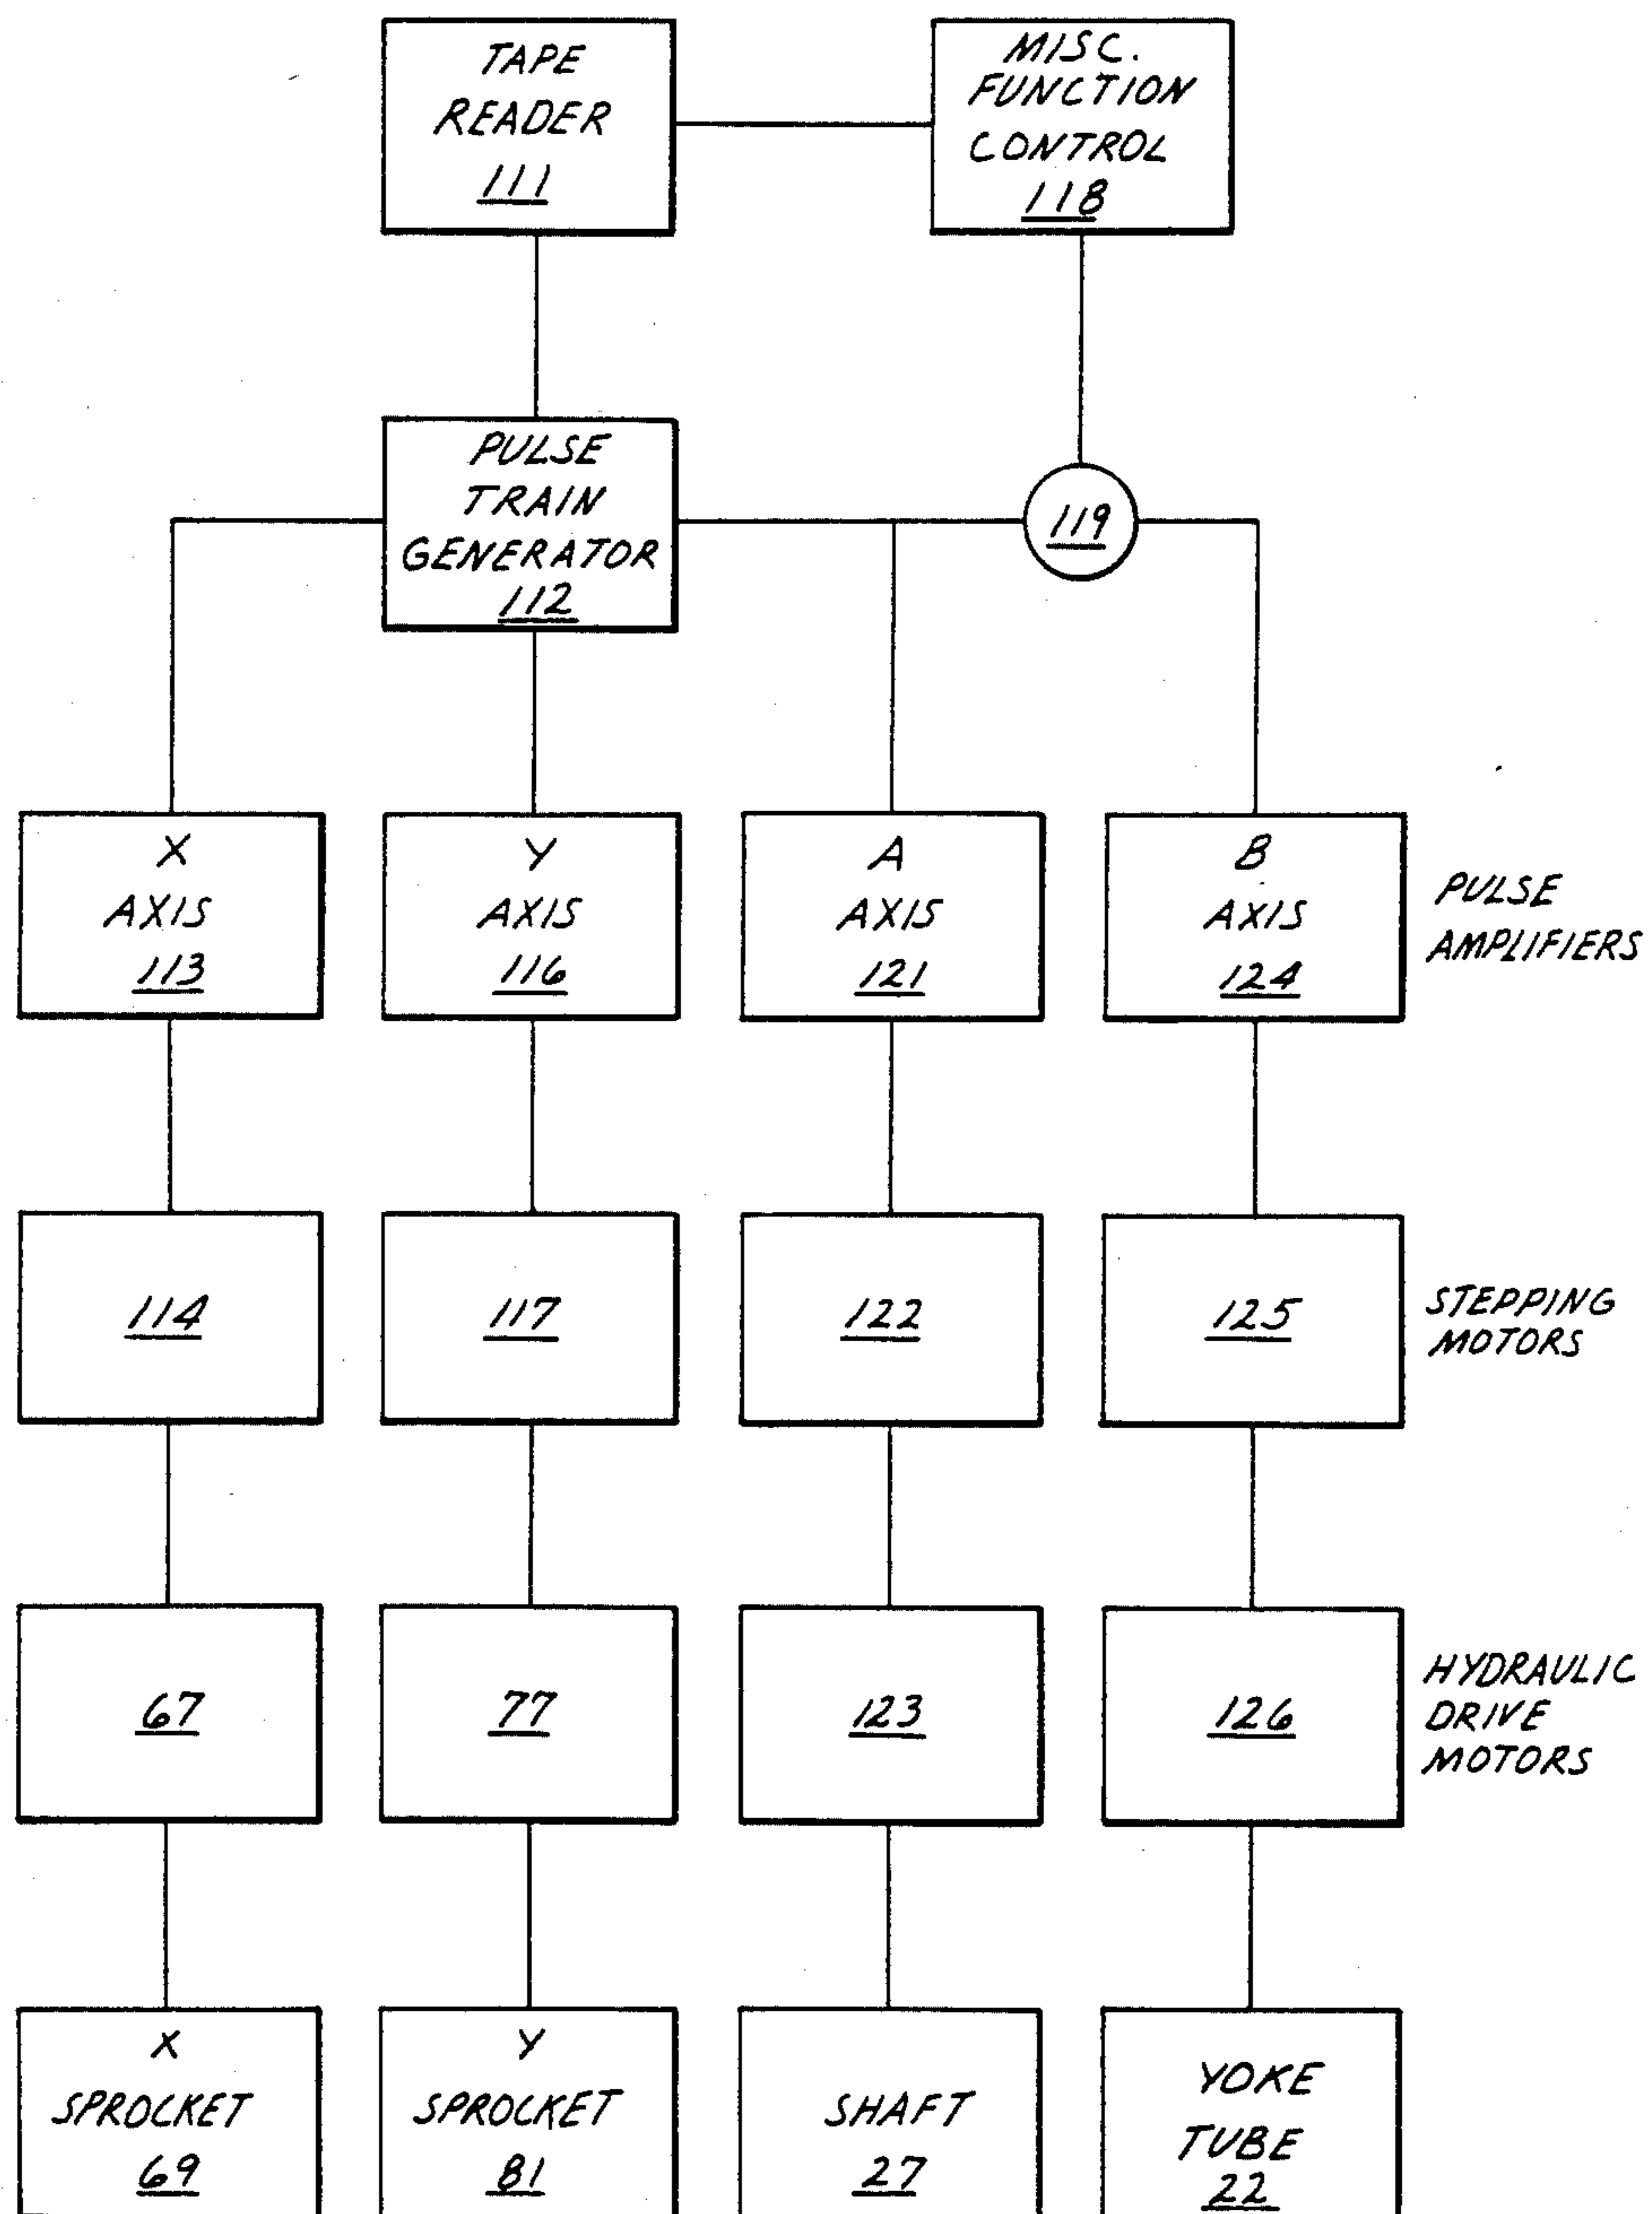 TAPE
READER
111
MISC.
FUNCTION
CONTROL
118
PULSE
TRAIN
GENERATOR
112
119
X
AXIS
113
Y
AXIS
116
A
AXIS
121
B
AXIS
124
PULSE
AMPLIFIERS
114
117
122
125
STEPPING
MOTORS
67
77
123
126
HYDRAULIC
DRIVE
MOTORS
X
SPROCKET
69
Y
SPROCKET
81
SHAFT
27
YOKE
TUBE
22